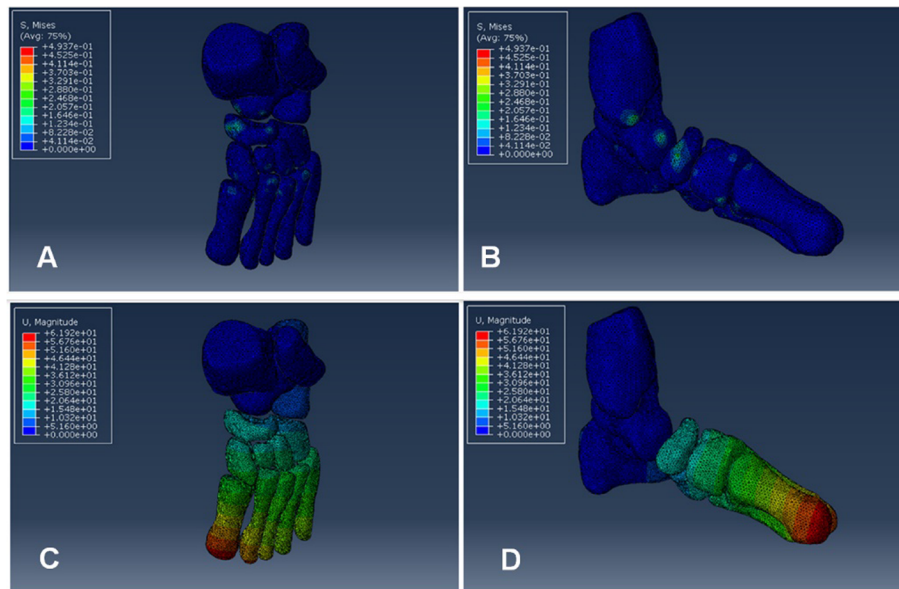 S, Mises
(Avg: 75%)
+4.937e-01
+4.525e-01
+4.114e-01
+3.703e-01
+3.291e-01
+2.880e-01
+2.468e-01
+2.057e-01
+1.646e-01
+1.234e-01
+8.228e-02
+4.114e-02
+0.000e+00
A
S, Mises
(Avg: 75%)
+4.937e-01
+4.525e-01
+4.114e-01
+3.703e-01
+3.291e-01
+2.880e-01
+2.468e-01
+2.057e-01
+1.646e-01
+1.234e-01
+8.228e-02
+4.114e-02
+0.000e+00
B
U, Magnitude
+6.192e+01
+5.676e+01
+5.160e+01
+4.644e+01
+4.128e+01
+3.612e+01
+3.096e+01
+2.580e+01
+2.064e+01
+1.548e+01
+1.032e+01
+5.160e+00
+0.000e+00
C
U, Magnitude
+6.192e+01
+5.676e+01
+5.160e+01
+4.644e+01
+4.128e+01
+3.612e+01
+3.096e+01
+2.580e+01
+2.064e+01
+1.548e+01
+1.032e+01
+5.160e+00
+0.000e+00
D